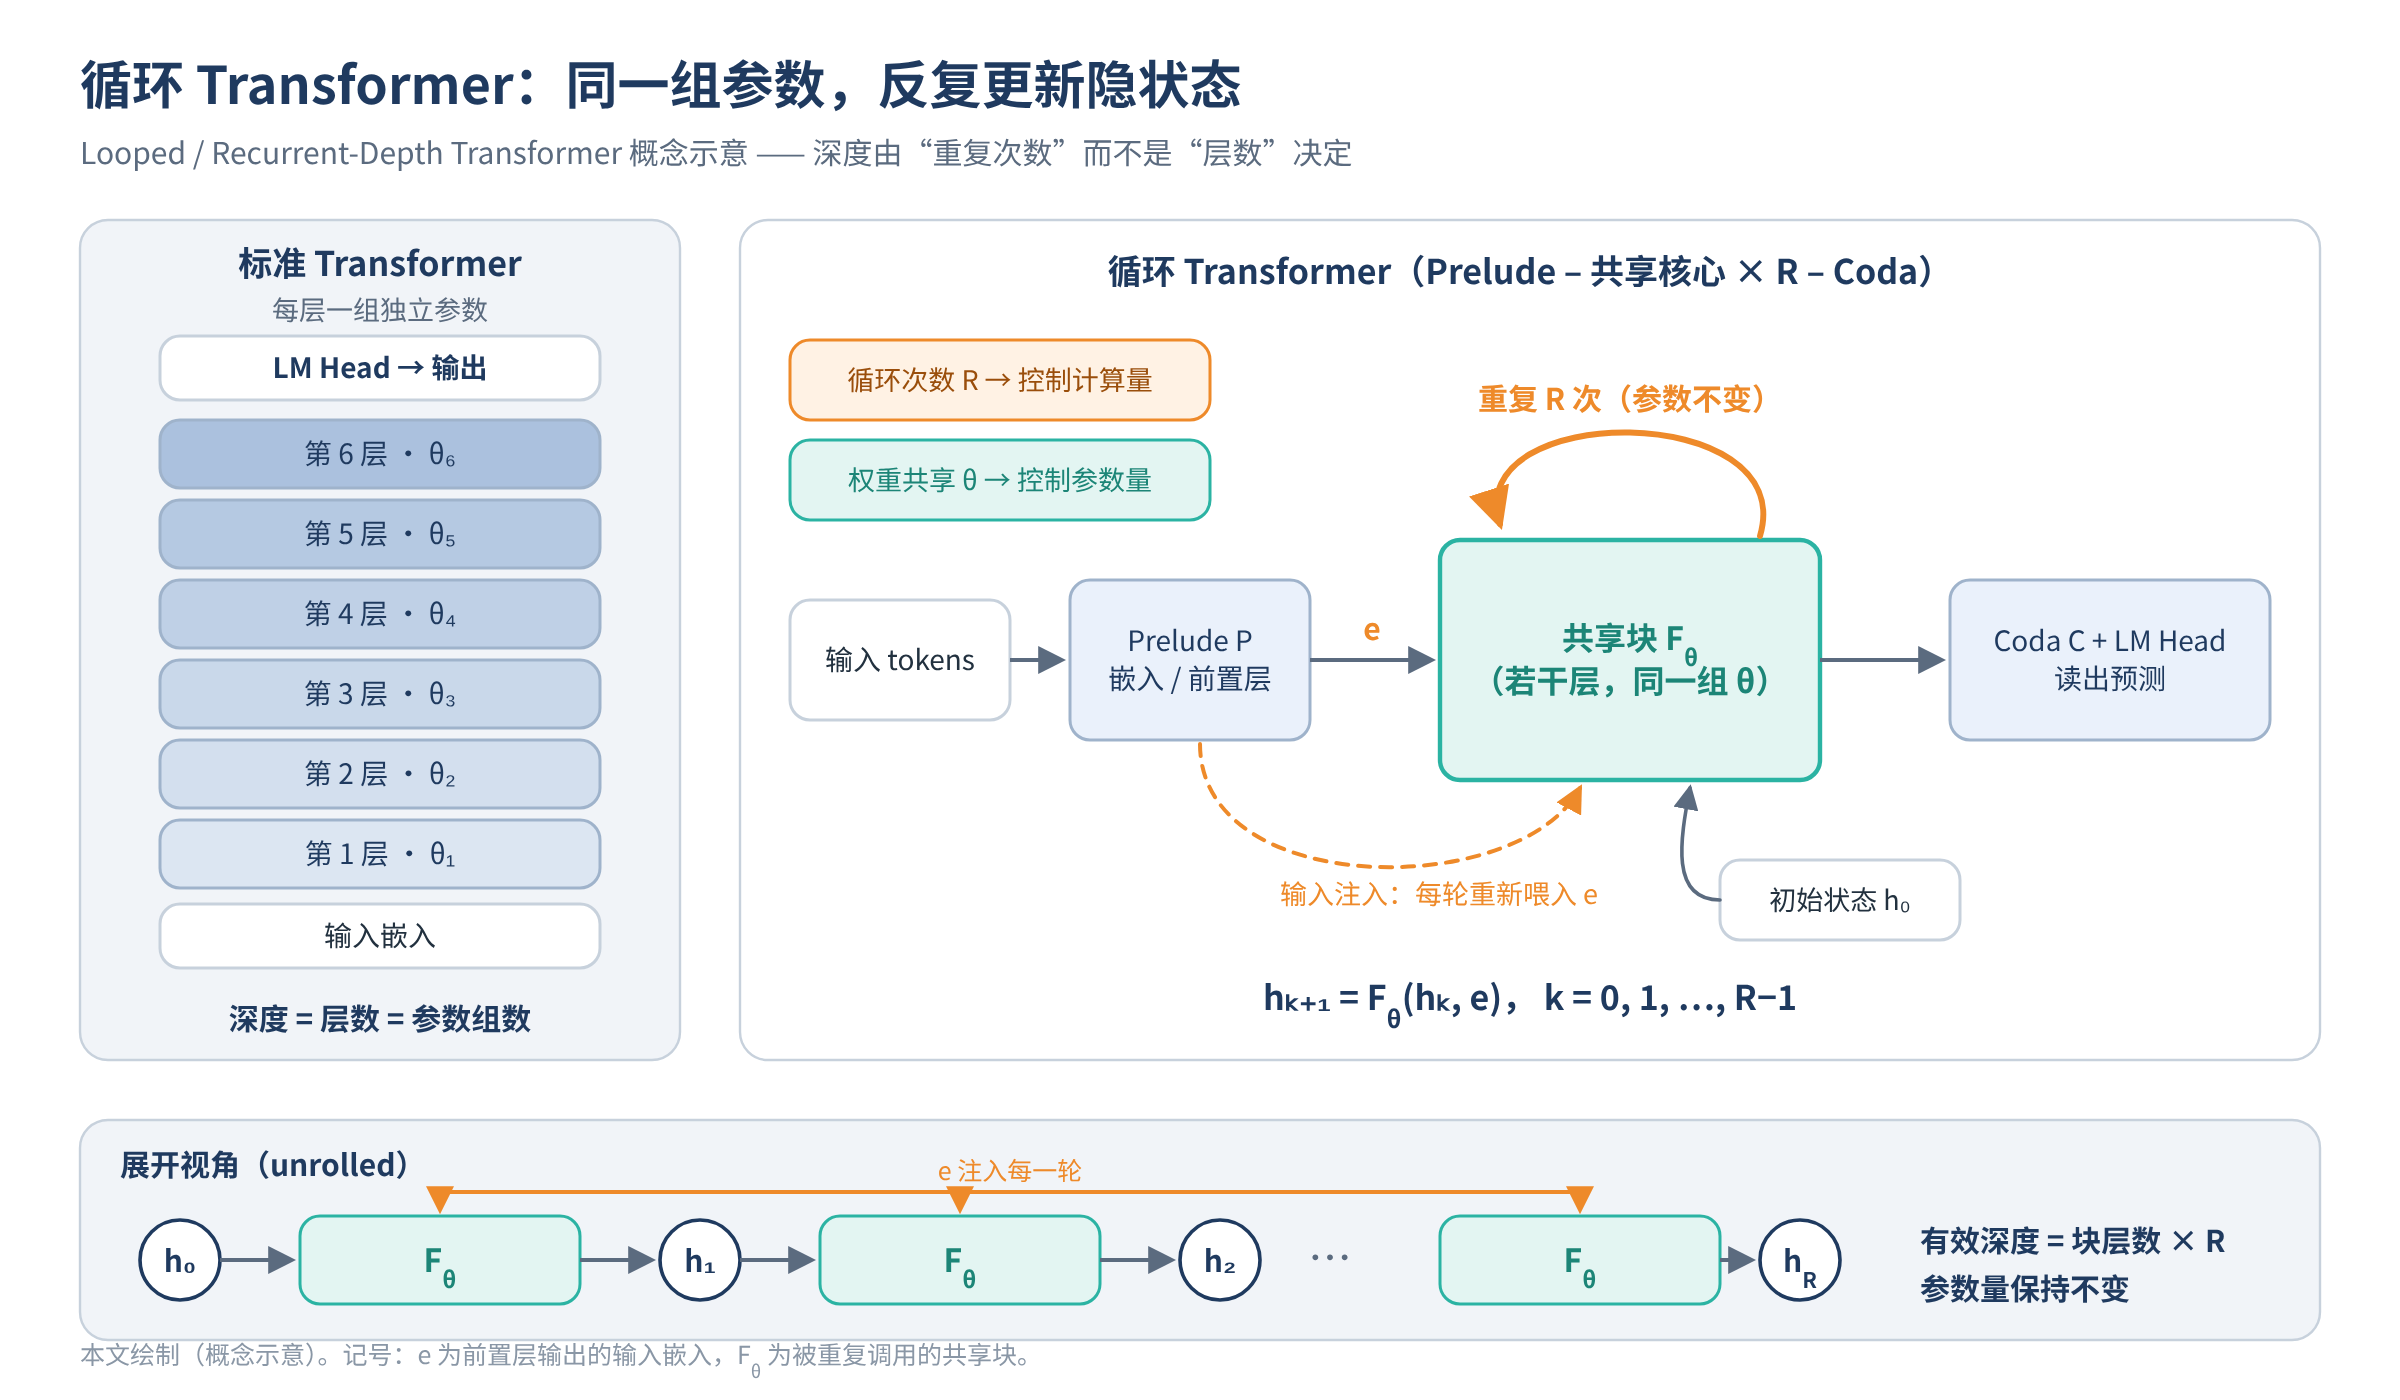 循环 Transformer：同一组参数，反复更新隐状态
Looped / Recurrent-Depth Transformer 概念示意 —— 深度由“重复次数”而不是“层数”决定
标准 Transformer
每层一组独立参数
LM Head → 输出
第 6 层 · θ₆
第 5 层 · θ₅
第 4 层 · θ₄
第 3 层 · θ₃
第 2 层 · θ₂
第 1 层 · θ₁
输入嵌入
深度 = 层数 = 参数组数
循环 Transformer（Prelude – 共享核心 × R – Coda）
循环次数 R → 控制计算量
权重共享 θ → 控制参数量
重复 R 次（参数不变）
输入 tokens
Prelude P
嵌入 / 前置层
e
共享块 F_θ
（若干层，同一组 θ）
Coda C + LM Head
读出预测
输入注入：每轮重新喂入 e
初始状态 h₀
hₖ₊₁ = F_θ(hₖ, e)， k = 0, 1, …, R−1
展开视角（unrolled）
e 注入每一轮
h₀
F_θ
h₁
F_θ
h₂
…
F_θ
h_R
有效深度 = 块层数 × R
参数量保持不变
本文绘制（概念示意）。记号：e 为前置层输出的输入嵌入，F_θ 为被重复调用的共享块。